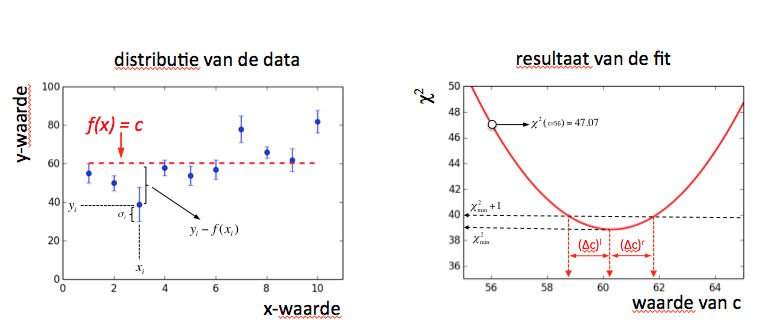 distributie van de data
y-waarde
100
80
60
40
20
0
f(x) = c
y_i
σ_i
x_i
y_i − f(x_i)
0
2
4
6
8
10
x-waarde
resultaat van de fit
χ²
50
48
46
44
42
40
38
36
χ² (c=56) = 47.07
χ²_min + 1
χ²_min
(Δc)^l
(Δc)^r
56
58
60
62
64
waarde van c